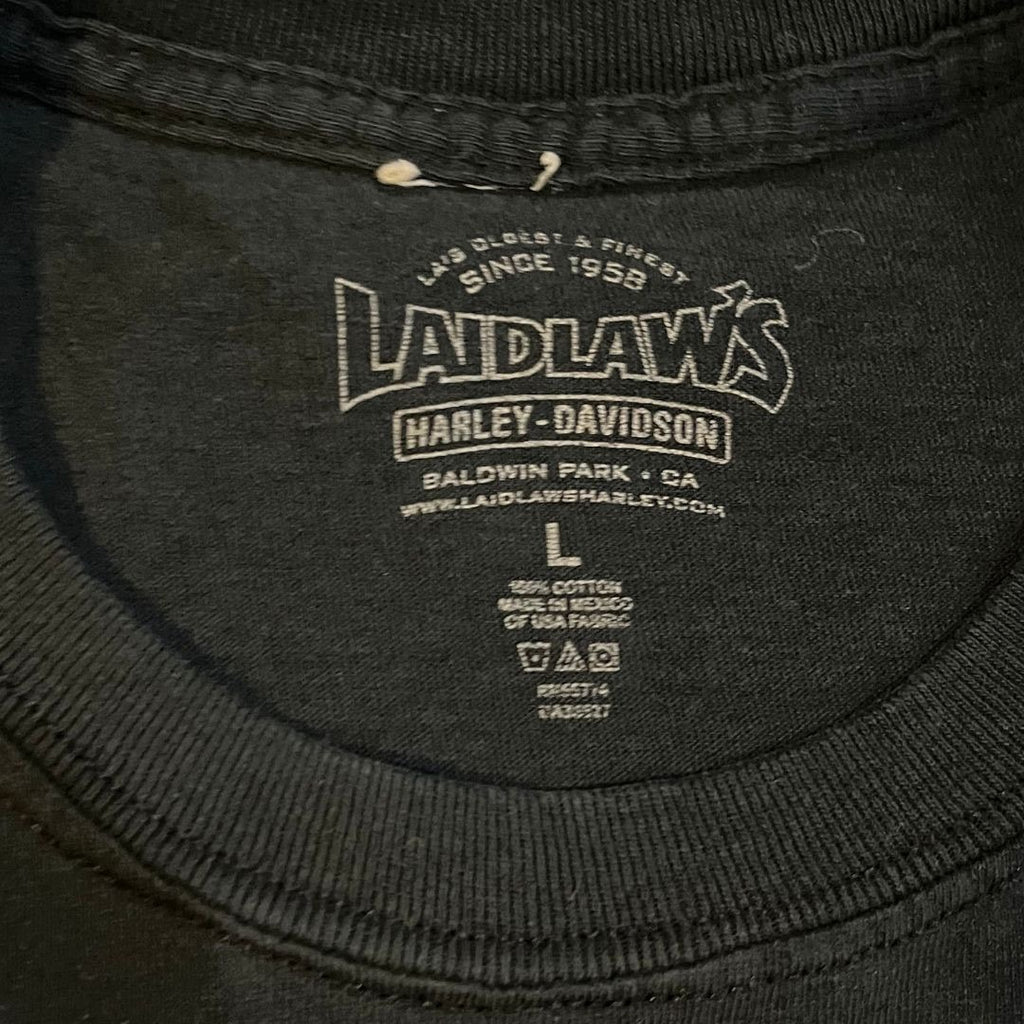 LA'S OLDEST & FINEST
SINCE 1958
LAIDLAW'S
HARLEY-DAVIDSON
BALDWIN PARK • CA
WWW.LAIDLAWSHARLEY.COM
L
100% COTTON
MADE IN MEXICO
OF USA FABRIC